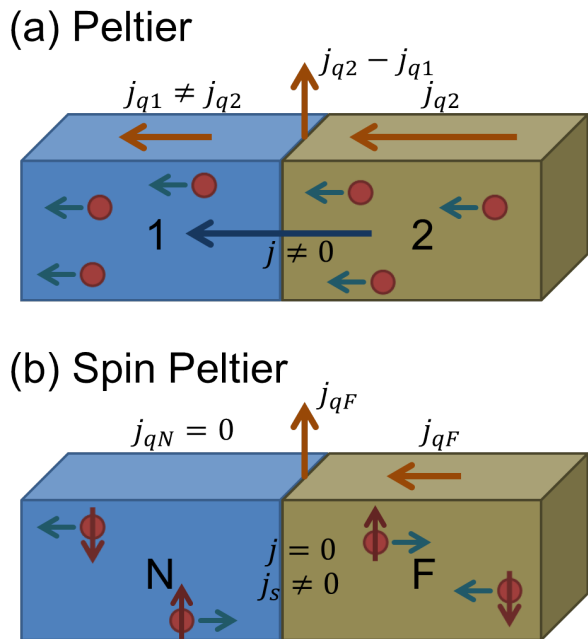 (a) Peltier
j_{q2} − j_{q1}
j_{q1} ≠ j_{q2}
j_{q2}
1
2
j ≠ 0
(b) Spin Peltier
j_{qF}
j_{qN} = 0
j_{qF}
j = 0
N
F
j_s ≠ 0